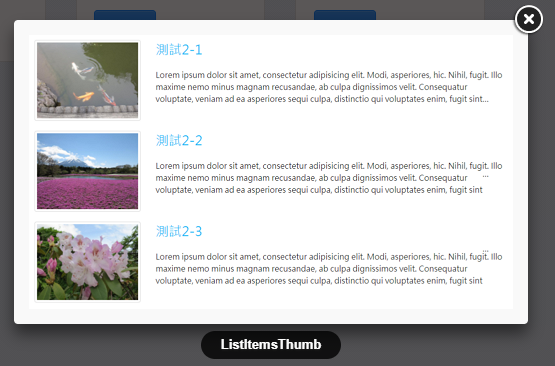 測試2-1
Lorem ipsum dolor sit amet, consectetur adipisicing elit. Modi, asperiores, hic. Nihil, fugit. Illo
maxime nemo minus magnam recusandae, ab culpa dignissimos velit. Consequatur
voluptate, veniam ad ea asperiores sequi culpa, distinctio qui voluptates enim, fugit sint...
測試2-2
Lorem ipsum dolor sit amet, consectetur adipisicing elit. Modi, asperiores, hic. Nihil, fugit. Illo
maxime nemo minus magnam recusandae, ab culpa dignissimos velit. Consequatur ...
voluptate, veniam ad ea asperiores sequi culpa, distinctio qui voluptates enim, fugit sint
測試2-3
...
Lorem ipsum dolor sit amet, consectetur adipisicing elit. Modi, asperiores, hic. Nihil, fugit. Illo
maxime nemo minus magnam recusandae, ab culpa dignissimos velit. Consequatur
voluptate, veniam ad ea asperiores sequi culpa, distinctio qui voluptates enim, fugit sint
ListItemsThumb